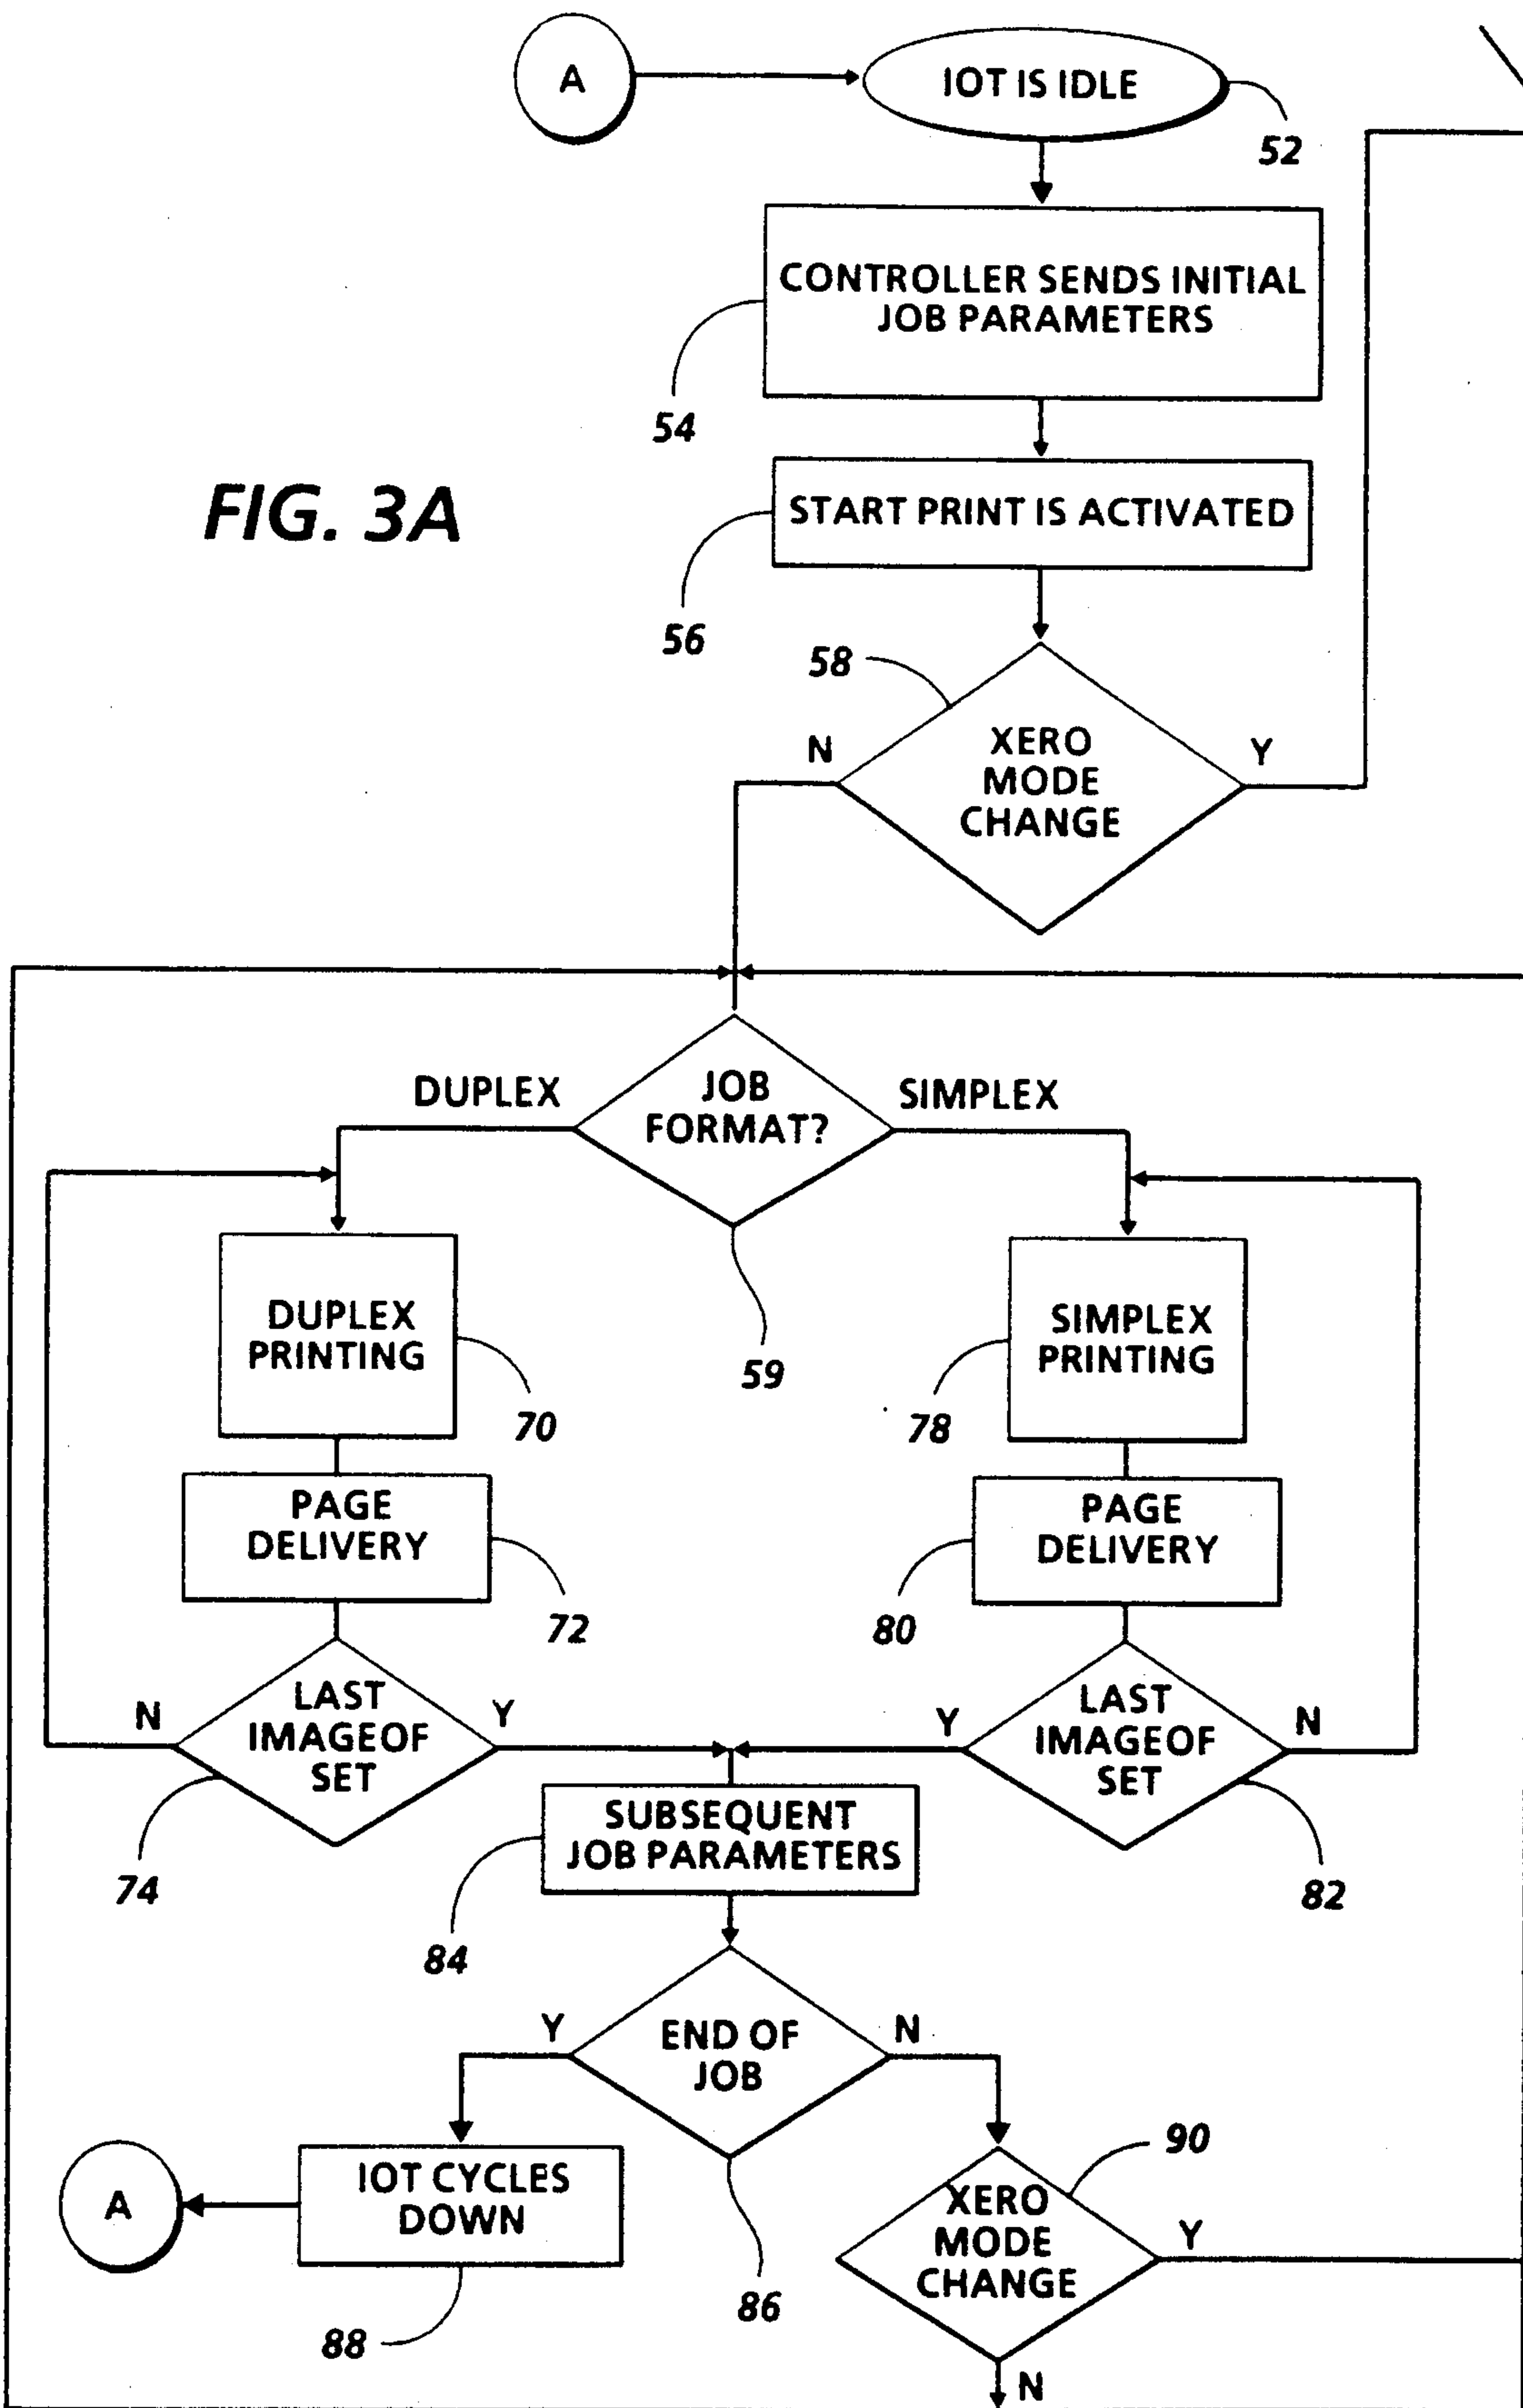 A
IOT IS IDLE
52
CONTROLLER SENDS INITIAL
JOB PARAMETERS
54
FIG. 3A
START PRINT IS ACTIVATED
56
58
N
XERO
MODE
CHANGE
Y
DUPLEX
JOB
FORMAT?
SIMPLEX
59
DUPLEX
PRINTING
70
SIMPLEX
PRINTING
78
PAGE
DELIVERY
72
PAGE
DELIVERY
80
N
LAST
IMAGEOF
SET
Y
74
Y
LAST
IMAGEOF
SET
N
82
SUBSEQUENT
JOB PARAMETERS
84
Y
END OF
JOB
N
86
90
A
IOT CYCLES
DOWN
88
XERO
MODE
CHANGE
Y
N